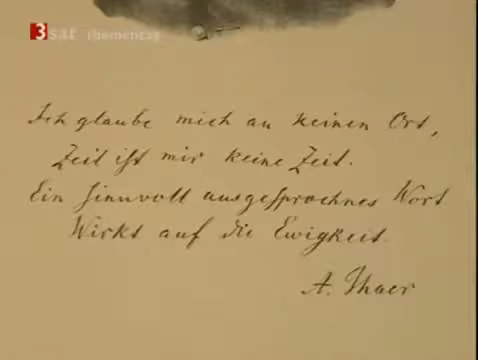 3sat thementag
Ich glaube mich an keinen Ort,
Zeit ist mir keine Zeit.
Ein sinnvoll ausgesprochnes Wort
Wirkt auf die Ewigkeit.
A. Thaer